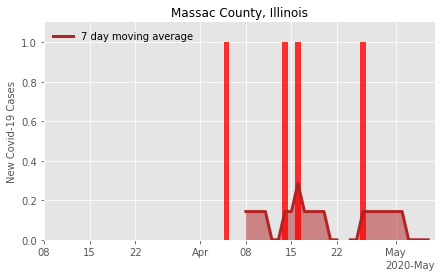 Massac County, Illinois
7 day moving average
New Covid-19 Cases
1.0
0.8
0.6
0.4
0.2
0.0
08 15 22 Apr 08 15 22 May
2020-May